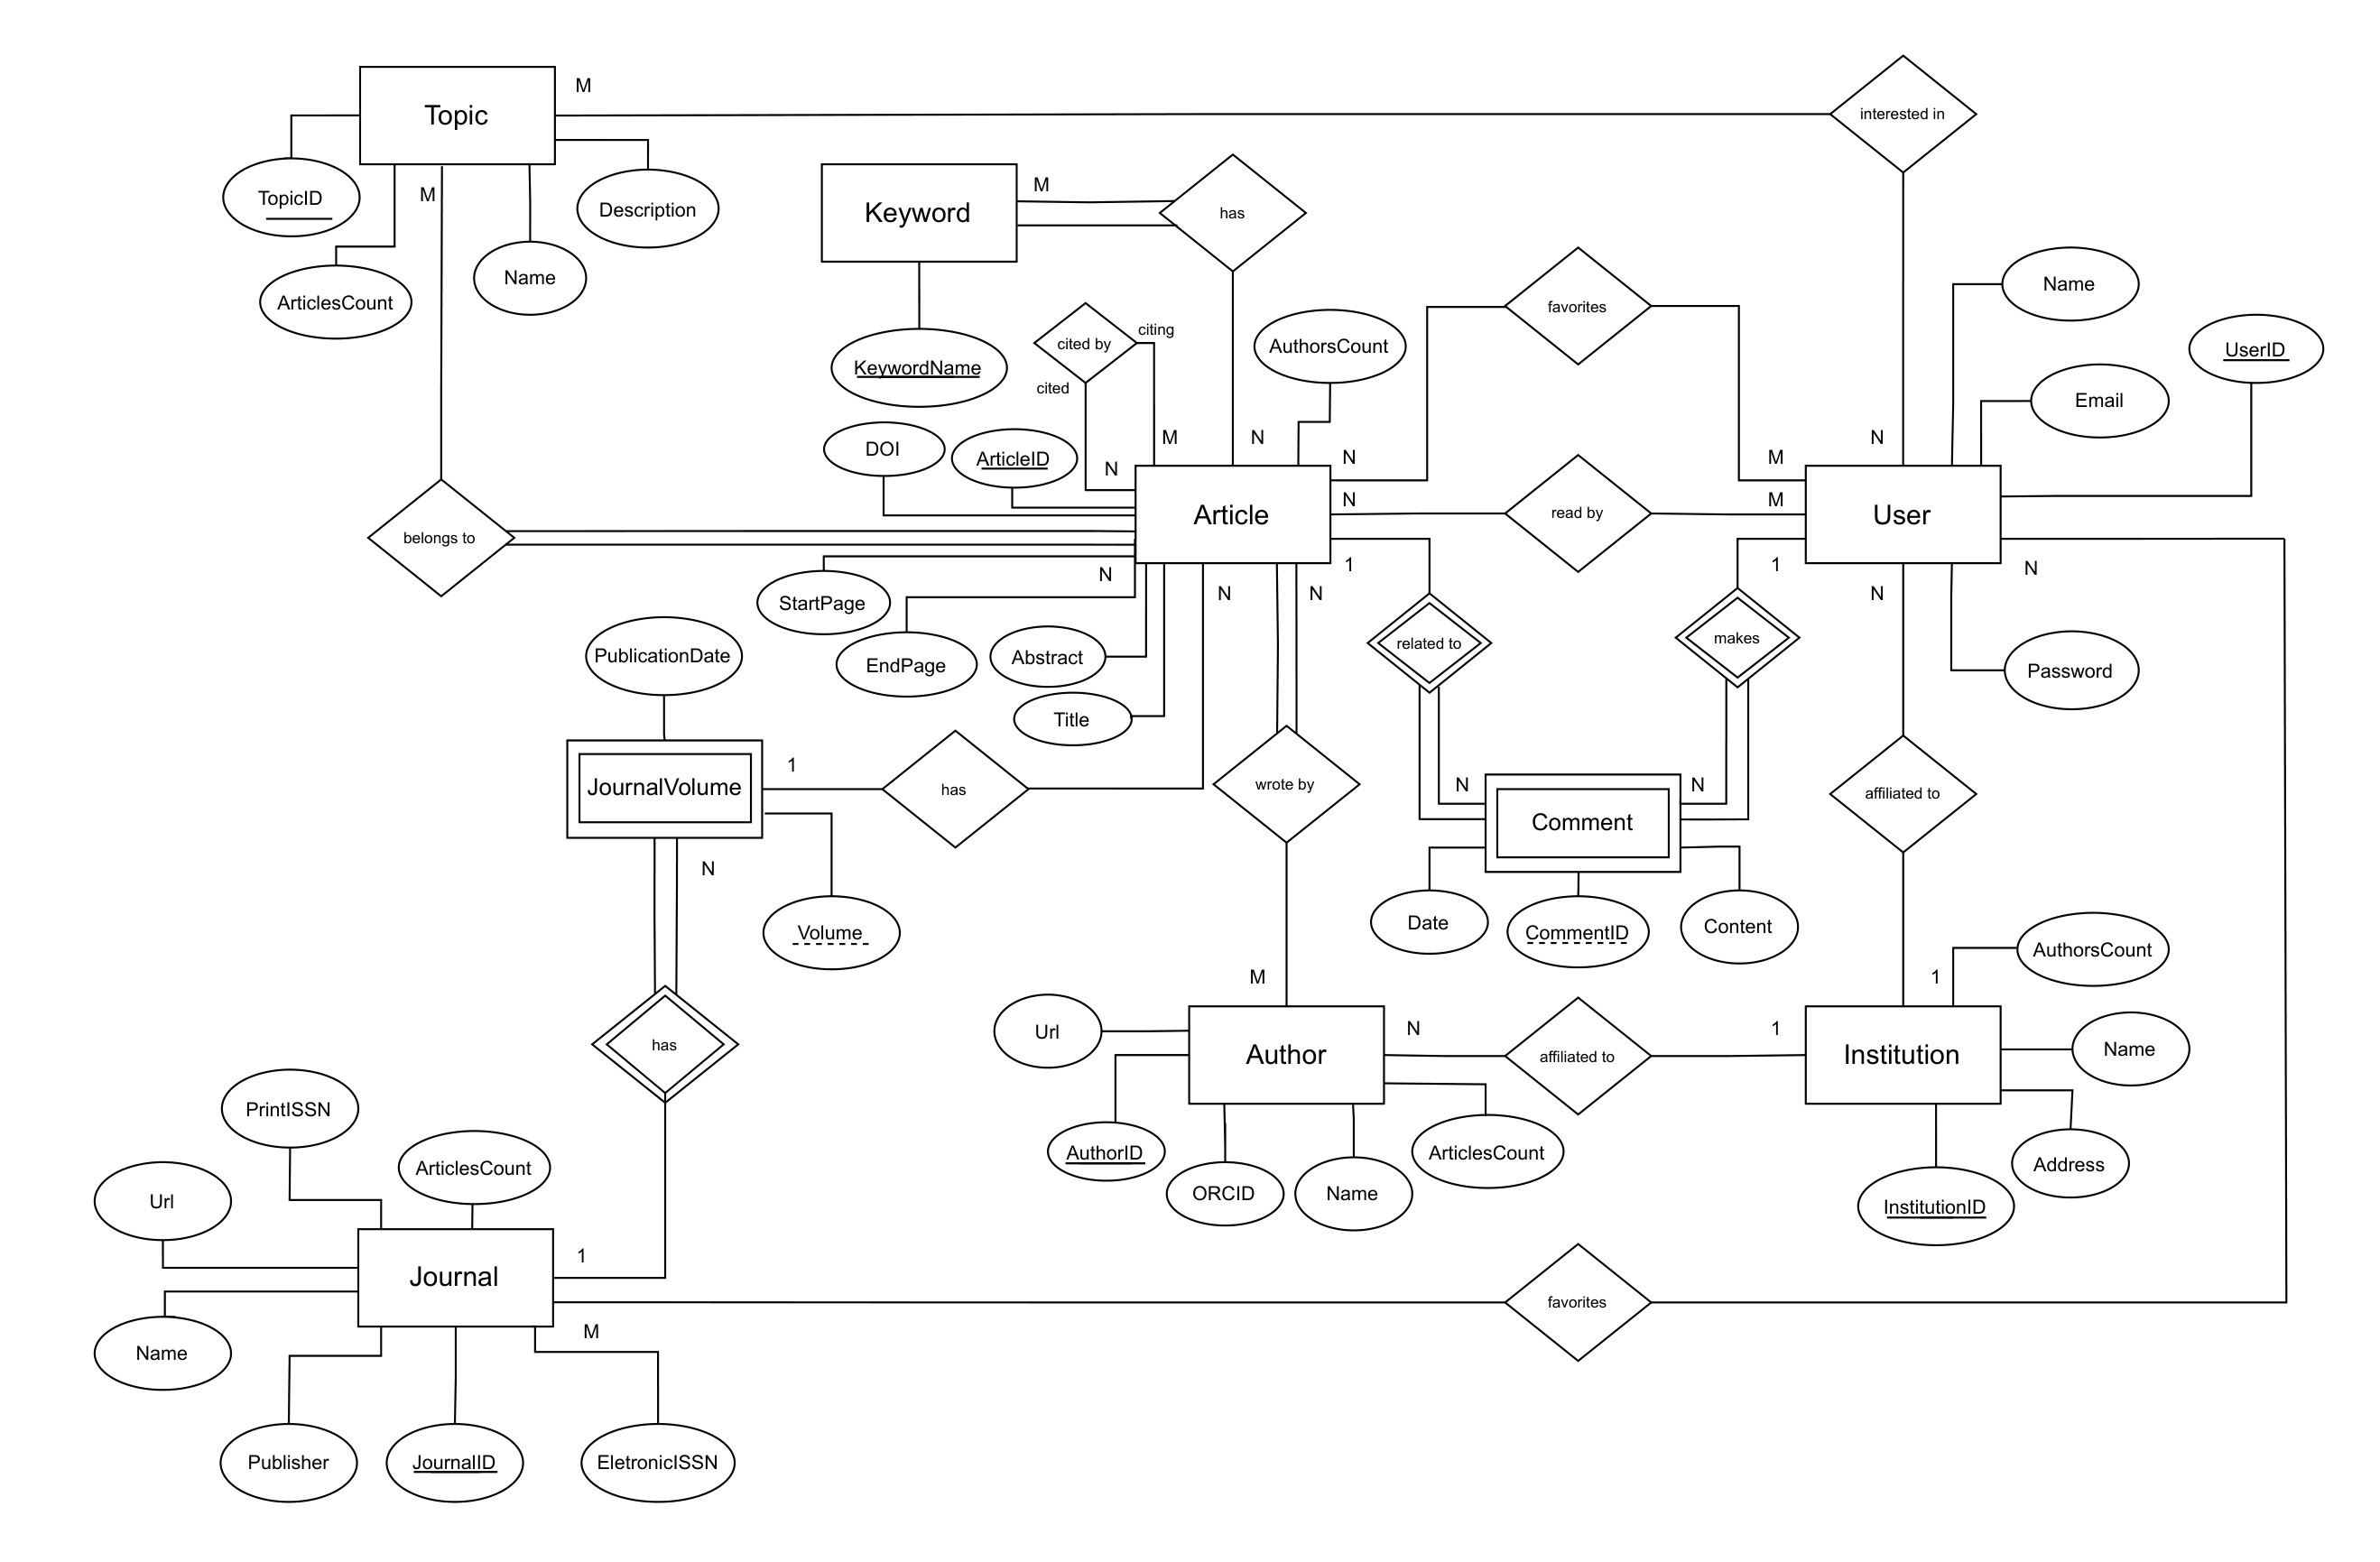 M
Topic
interested in
TopicID
M
Description
Keyword
M
has
ArticlesCount
Name
favorites
Name
citing
cited by
cited
AuthorsCount
UserID
KeywordName
Email
DOI
ArticleID
M
N
N
N
M
N
N
M
Article
read by
User
belongs to
N
1
1
N
StartPage
N
N
N
PublicationDate
EndPage
Abstract
related to
makes
Password
Title
JournalVolume
1
has
wrote by
N
N
affiliated to
Comment
N
Volume
Date
CommentID
Content
AuthorsCount
M
1
Url
N
1
has
Author
affiliated to
Institution
Name
PrintISSN
ArticlesCount
AuthorID
ArticlesCount
Address
Url
ORCID
Name
InstitutionID
1
Journal
favorites
M
Name
Publisher
JournalID
EletronicISSN